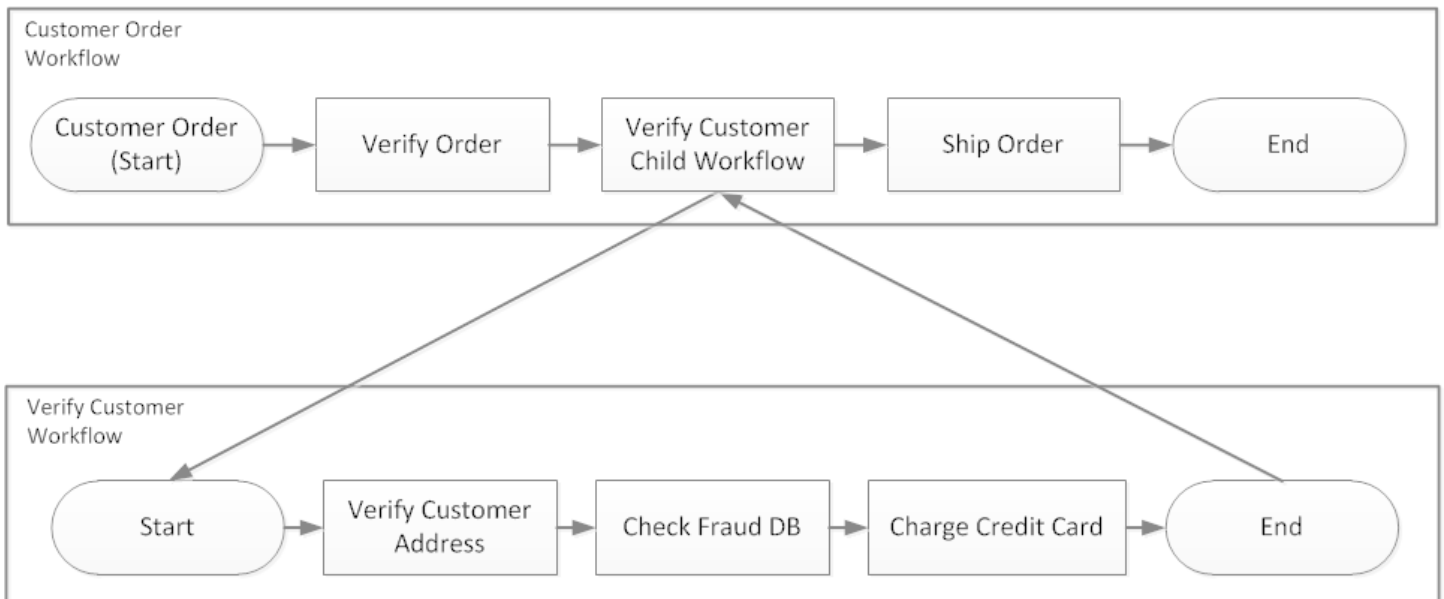 Customer Order
Workflow
Customer Order
(Start)
Verify Order
Verify Customer
Child Workflow
Ship Order
End
Verify Customer
Workflow
Start
Verify Customer
Address
Check Fraud DB
Charge Credit Card
End